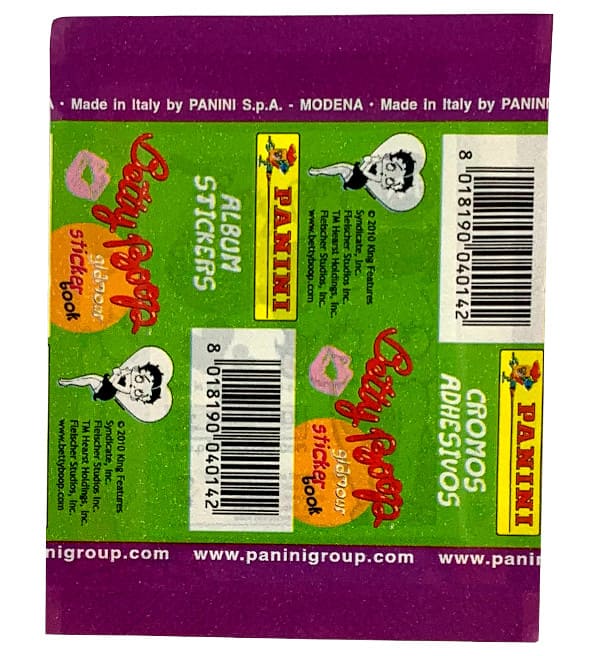 A · Made in Italy by PANINI S.p.A. - MODENA · Made in Italy by PANINI
8 018190 040142
© 2010 King Features
Syndicate, Inc.
Fleischer Studios Inc.
TM Hearst Holdings, Inc.
Fleischer Studios, Inc.
www.bettyboop.com
PANINI
ALBUM
STICKERS
Betty Boop
glamour
sticker
book
PANINI
CROMOS
ADHESIVOS
Betty Boop
glamour
sticker
book
8 018190 040142
© 2010 King Features
Syndicate, Inc.
Fleischer Studios Inc.
TM Hearst Holdings, Inc.
Fleischer Studios, Inc.
www.bettyboop.com
nigroup.com www.paninigroup.com www.panin